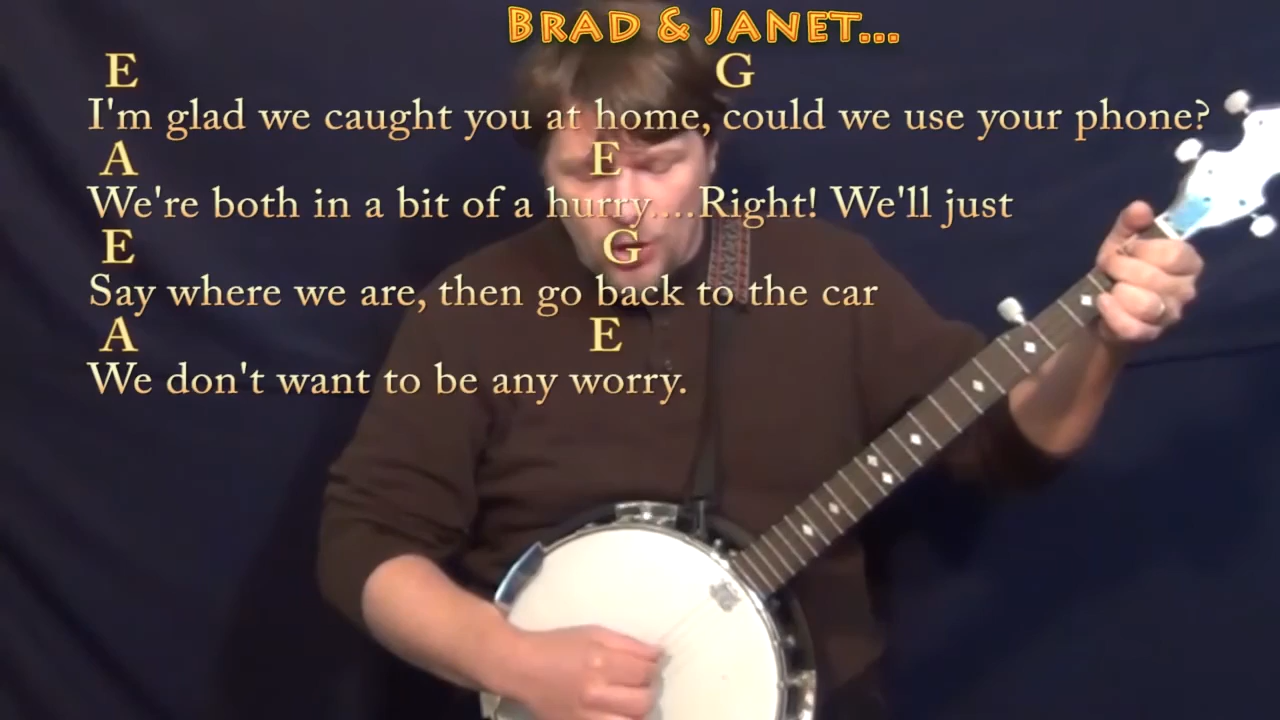 BRAD & JANET...
E G
I'm glad we caught you at home, could we use your phone?
A E
We're both in a bit of a hurry....Right! We'll just
E G
Say where we are, then go back to the car
A E
We don't want to be any worry.